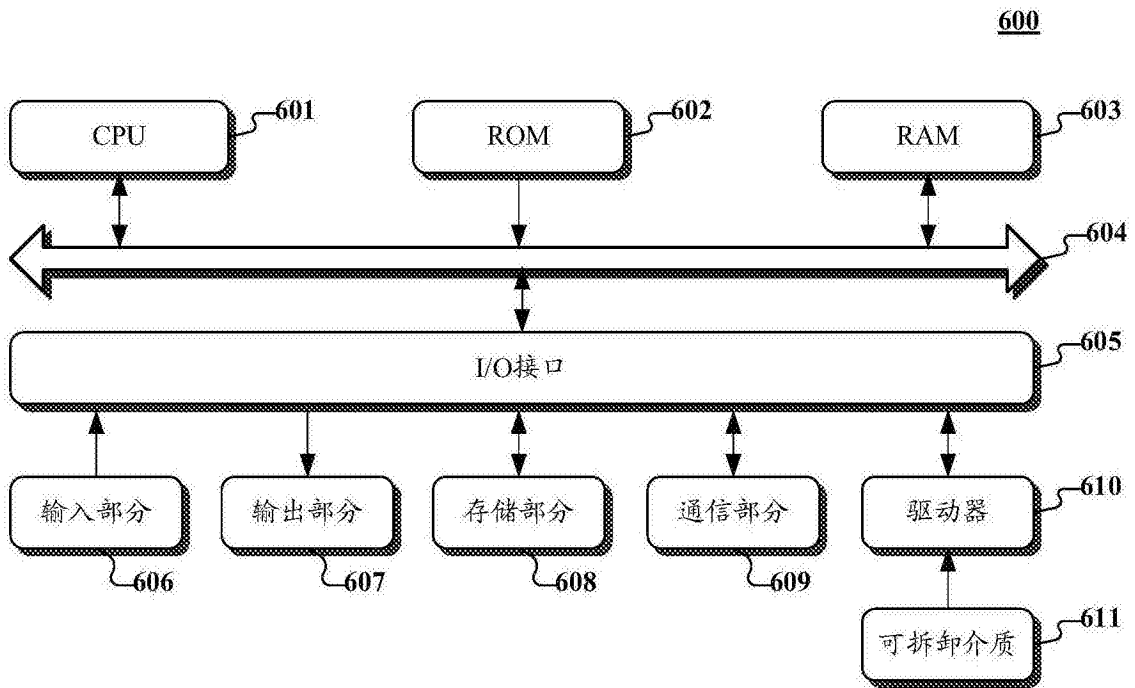 600
CPU
601
ROM
602
RAM
603
604
I/O接口
605
输入部分
606
输出部分
607
存储部分
608
通信部分
609
驱动器
610
可拆卸介质
611